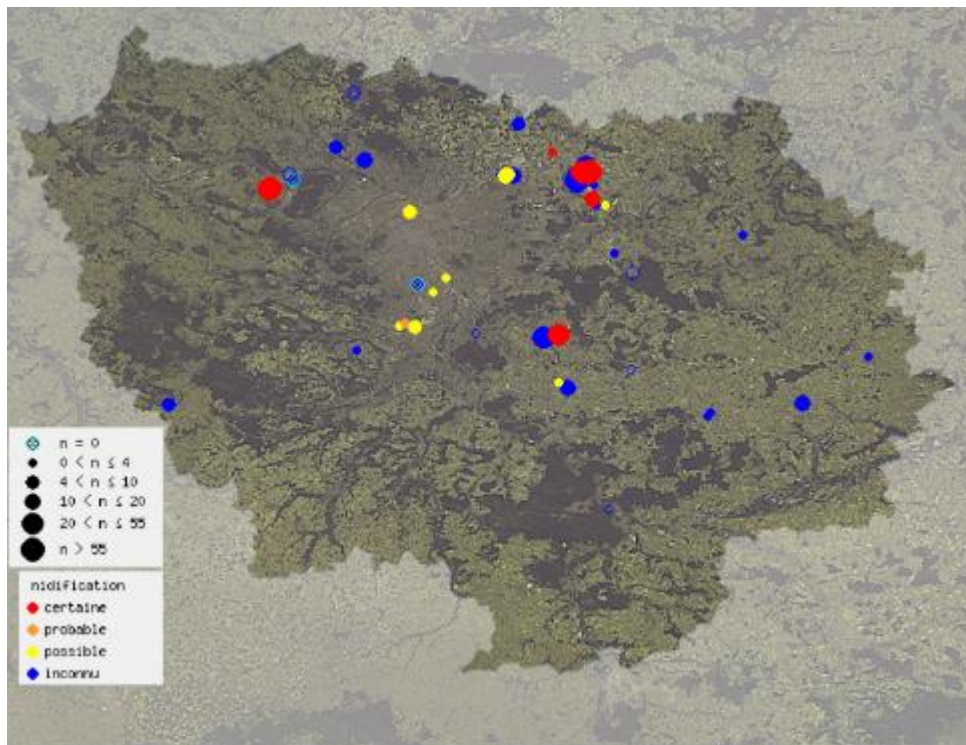 n = 0
0 < n ≤ 4
4 < n ≤ 10
10 < n ≤ 20
20 < n ≤ 55
n > 55
nidification
certaine
probable
possible
inconnu